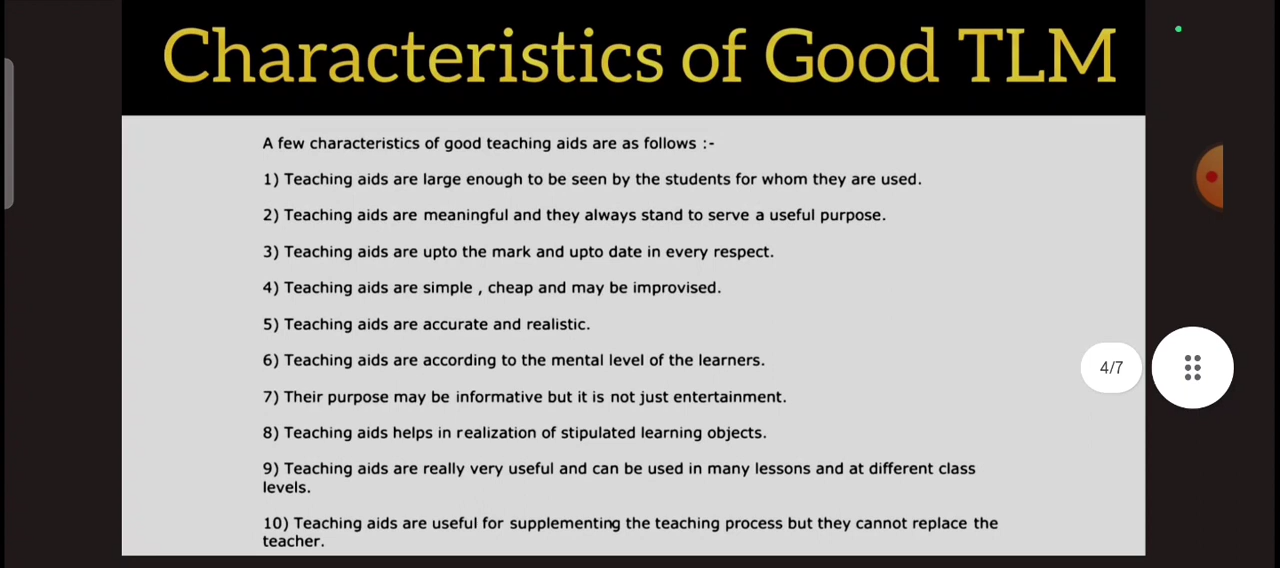 Characteristics of Good TLM
A few characteristics of good teaching aids are as follows :-
1) Teaching aids are large enough to be seen by the students for whom they are used.
2) Teaching aids are meaningful and they always stand to serve a useful purpose.
3) Teaching aids are upto the mark and upto date in every respect.
4) Teaching aids are simple , cheap and may be improvised.
5) Teaching aids are accurate and realistic.
6) Teaching aids are according to the mental level of the learners.
4/7
7) Their purpose may be informative but it is not just entertainment.
8) Teaching aids helps in realization of stipulated learning objects.
9) Teaching aids are really very useful and can be used in many lessons and at different class
levels.
10) Teaching aids are useful for supplementing the teaching process but they cannot replace the
teacher.